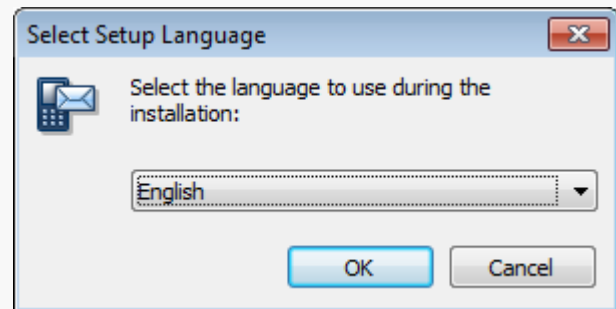 Select Setup Language
Select the language to use during the
installation:
English
OK
Cancel